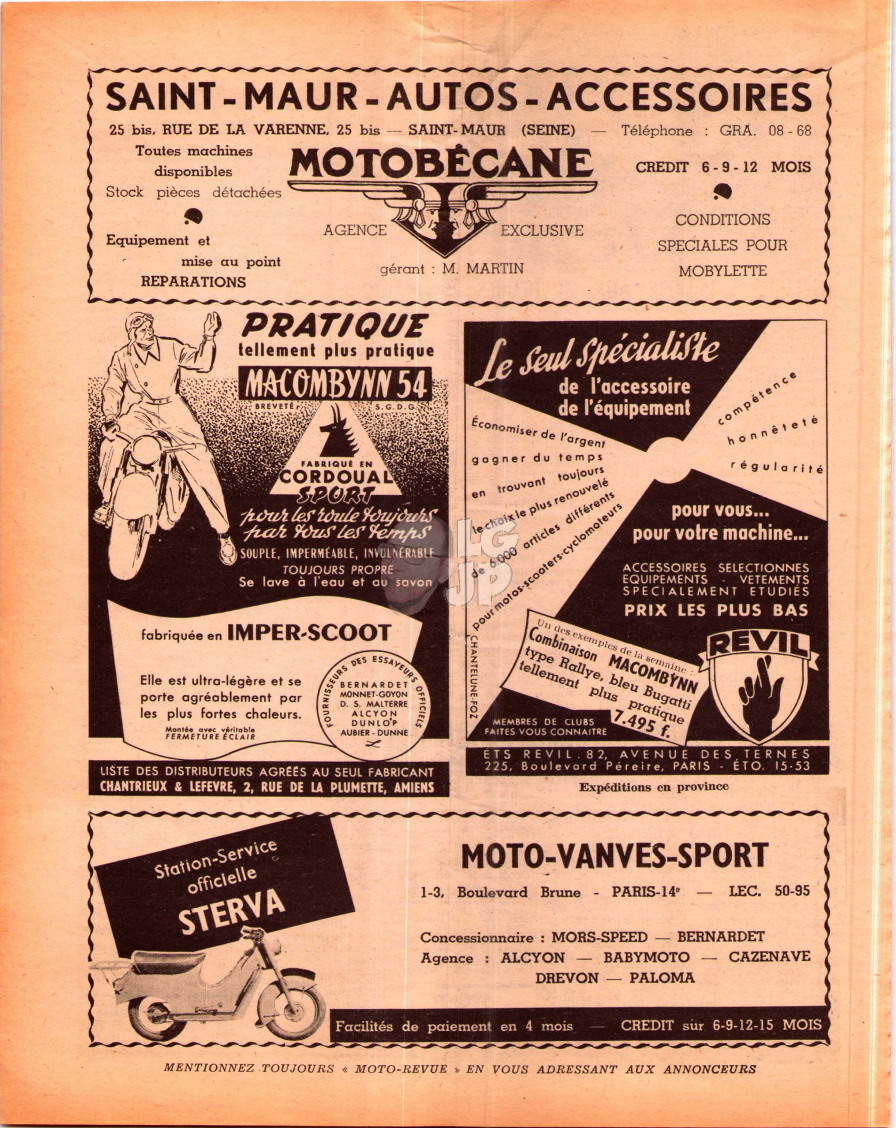 SAINT-MAUR-AUTOS-ACCESSOIRES
25 bis, RUE DE LA VARENNE, 25 bis — SAINT-MAUR (SEINE) — Téléphone : GRA. 08-68
Toutes machines
disponibles
Stock pièces détachées
Equipement et
mise au point
REPARATIONS
MOTOBÉCANE
AGENCE EXCLUSIVE
gérant : M. MARTIN
CREDIT 6-9-12 MOIS
CONDITIONS
SPECIALES POUR
MOBYLETTE
PRATIQUE
tellement plus pratique
MACOMBYNN 54
BREVETÉ S.G.D.G.
FABRIQUÉ EN
CORDOUAL
SPORT
pour les route toujours
par tous les temps
SOUPLE, IMPERMÉABLE, INVULNÉRABLE
TOUJOURS PROPRE
Se lave à l'eau et au savon
fabriquée en IMPER-SCOOT
Elle est ultra-légère et se
porte agréablement par
les plus fortes chaleurs.
Montée avec véritable
FERMETURE ÉCLAIR
FOURNISSEURS DES ESSAYEURS OFFICIELS
BERNARDET
MONNET-GOYON
D. S. MALTERRE
ALCYON
DUNLOP
AUBIER-DUNNE
LISTE DES DISTRIBUTEURS AGRÉÉS AU SEUL FABRICANT
CHANTRIEUX & LEFEVRE, 2, RUE DE LA PLUMETTE, AMIENS
Le seul spécialiste
de l'accessoire
de l'équipement
Économiser de l'argent
gagner du temps
en trouvant toujours
le choix le plus renouvelé
de 6.000 articles différents
pour motos-scooters-cyclomoteurs
compétence
honnêteté
régularité
pour vous...
pour votre machine...
ACCESSOIRES SELECTIONNES
EQUIPEMENTS - VETEMENTS
SPECIALEMENT ETUDIÉS
PRIX LES PLUS BAS
CHANTELUNE-FOZ
Un des exemples de la semaine :
Combinaison MACOMBYNN
type Rallye, bleu Bugatti
tellement plus pratique
7.495 f.
REVIL
MEMBRES DE CLUBS
FAITES VOUS CONNAITRE
ETS REVIL. 82, AVENUE DES TERNES
225, Boulevard Péreire, PARIS - ÉTO. 15-53
Expéditions en province
LG
JP
Station-Service
officielle
STERVA
MOTO-VANVES-SPORT
1-3, Boulevard Brune - PARIS-14e — LEC. 50-95
Concessionnaire : MORS-SPEED — BERNARDET
Agence : ALCYON — BABYMOTO — CAZENAVE
DREVON — PALOMA
Facilités de paiement en 4 mois — CREDIT sur 6-9-12-15 MOIS
MENTIONNEZ TOUJOURS « MOTO-REVUE » EN VOUS ADRESSANT AUX ANNONCEURS